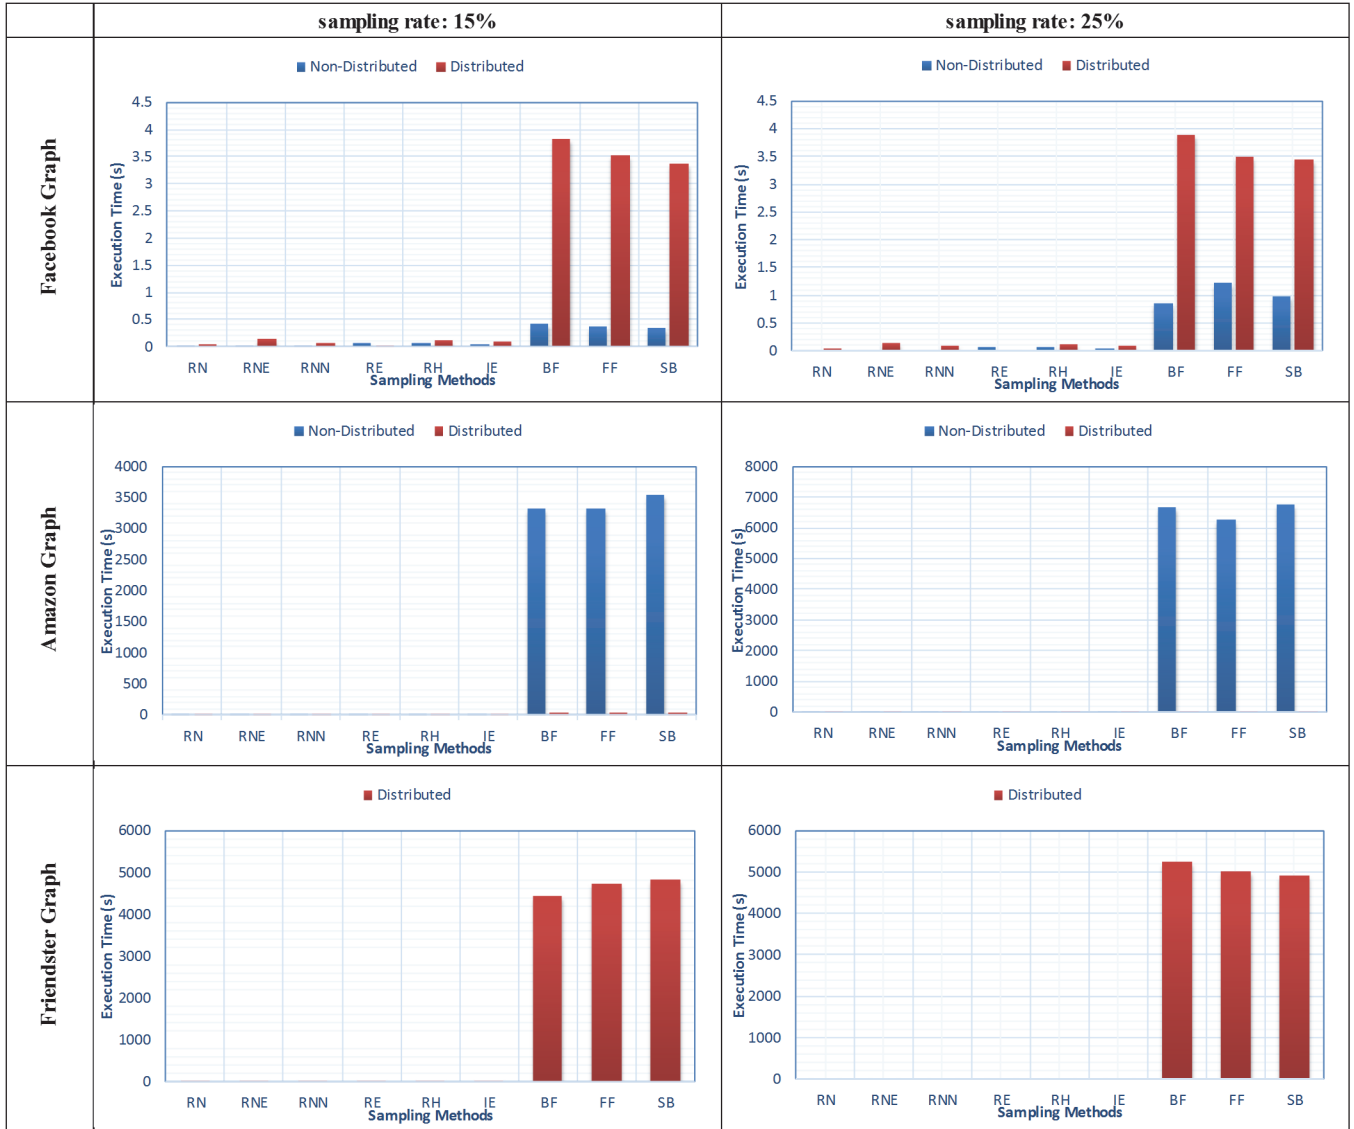 sampling rate: 15%
sampling rate: 25%
Facebook Graph
Non-Distributed Distributed
Execution Time (s)
4.5
4
3.5
3
2.5
2
1.5
1
0.5
0
RN RNE RNN RE RH IE BF FF SB
Sampling Methods
Non-Distributed Distributed
Execution Time (s)
4.5
4
3.5
3
2.5
2
1.5
1
0.5
0
RN RNE RNN RE RH IE BF FF SB
Sampling Methods
Amazon Graph
Non-Distributed Distributed
Execution Time (s)
4000
3500
3000
2500
2000
1500
1000
500
0
RN RNE RNN RE RH IE BF FF SB
Sampling Methods
Non-Distributed Distributed
Execution Time (s)
8000
7000
6000
5000
4000
3000
2000
1000
0
RN RNE RNN RE RH IE BF FF SB
Sampling Methods
Friendster Graph
Distributed
Execution Time (s)
6000
5000
4000
3000
2000
1000
0
RN RNE RNN RE RH IE BF FF SB
Sampling Methods
Distributed
Execution Time (s)
6000
5000
4000
3000
2000
1000
0
RN RNE RNN RE RH IE BF FF SB
Sampling Methods